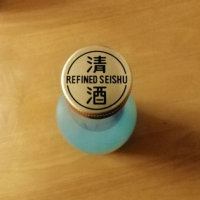 清
REFINED SEISHU
酒